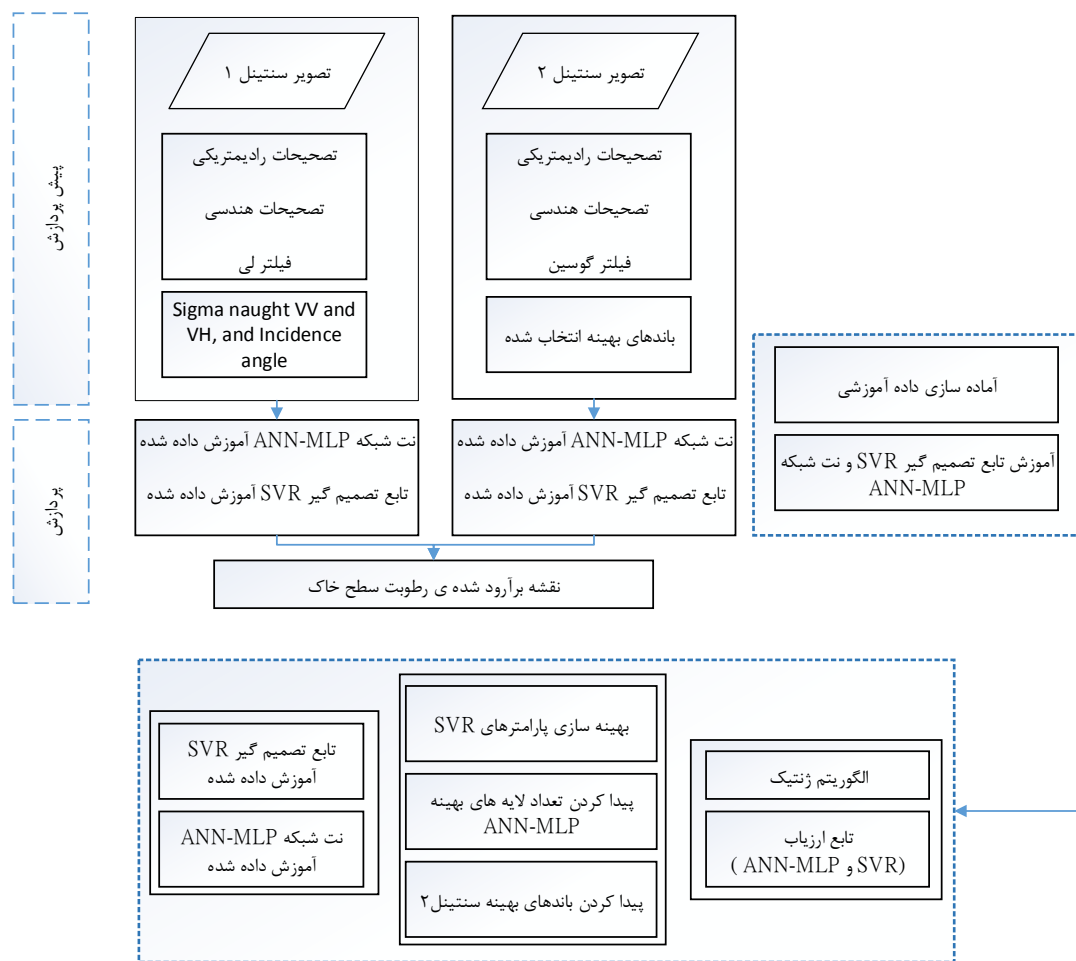 پیش پردازش
تصویر سنتینل ۱
تصحیحات رادیمتریکی
تصحیحات هندسی
فیلتر لی
Sigma naught VV and
VH, and Incidence
angle
تصویر سنتینل ۲
تصحیحات رادیمتریکی
تصحیحات هندسی
فیلتر گوسین
باندهای بهینه انتخاب شده
آماده سازی داده آموزشی
آموزش تابع تصمیم گیر SVR و نت شبکه
ANN-MLP
پردازش
نت شبکه ANN-MLP آموزش داده شده
تابع تصمیم گیر SVR آموزش داده شده
نت شبکه ANN-MLP آموزش داده شده
تابع تصمیم گیر SVR آموزش داده شده
نقشه برآرود شده ی رطوبت سطح خاک
الگوریتم ژنتیک
تابع ارزیاب
(SVR و ANN-MLP )
بهینه سازی پارامترهای SVR
پیدا کردن تعداد لایه های بهینه
ANN-MLP
پیدا کردن باندهای بهینه سنتینل۲
تابع تصمیم گیر SVR
آموزش داده شده
نت شبکه ANN-MLP
آموزش داده شده